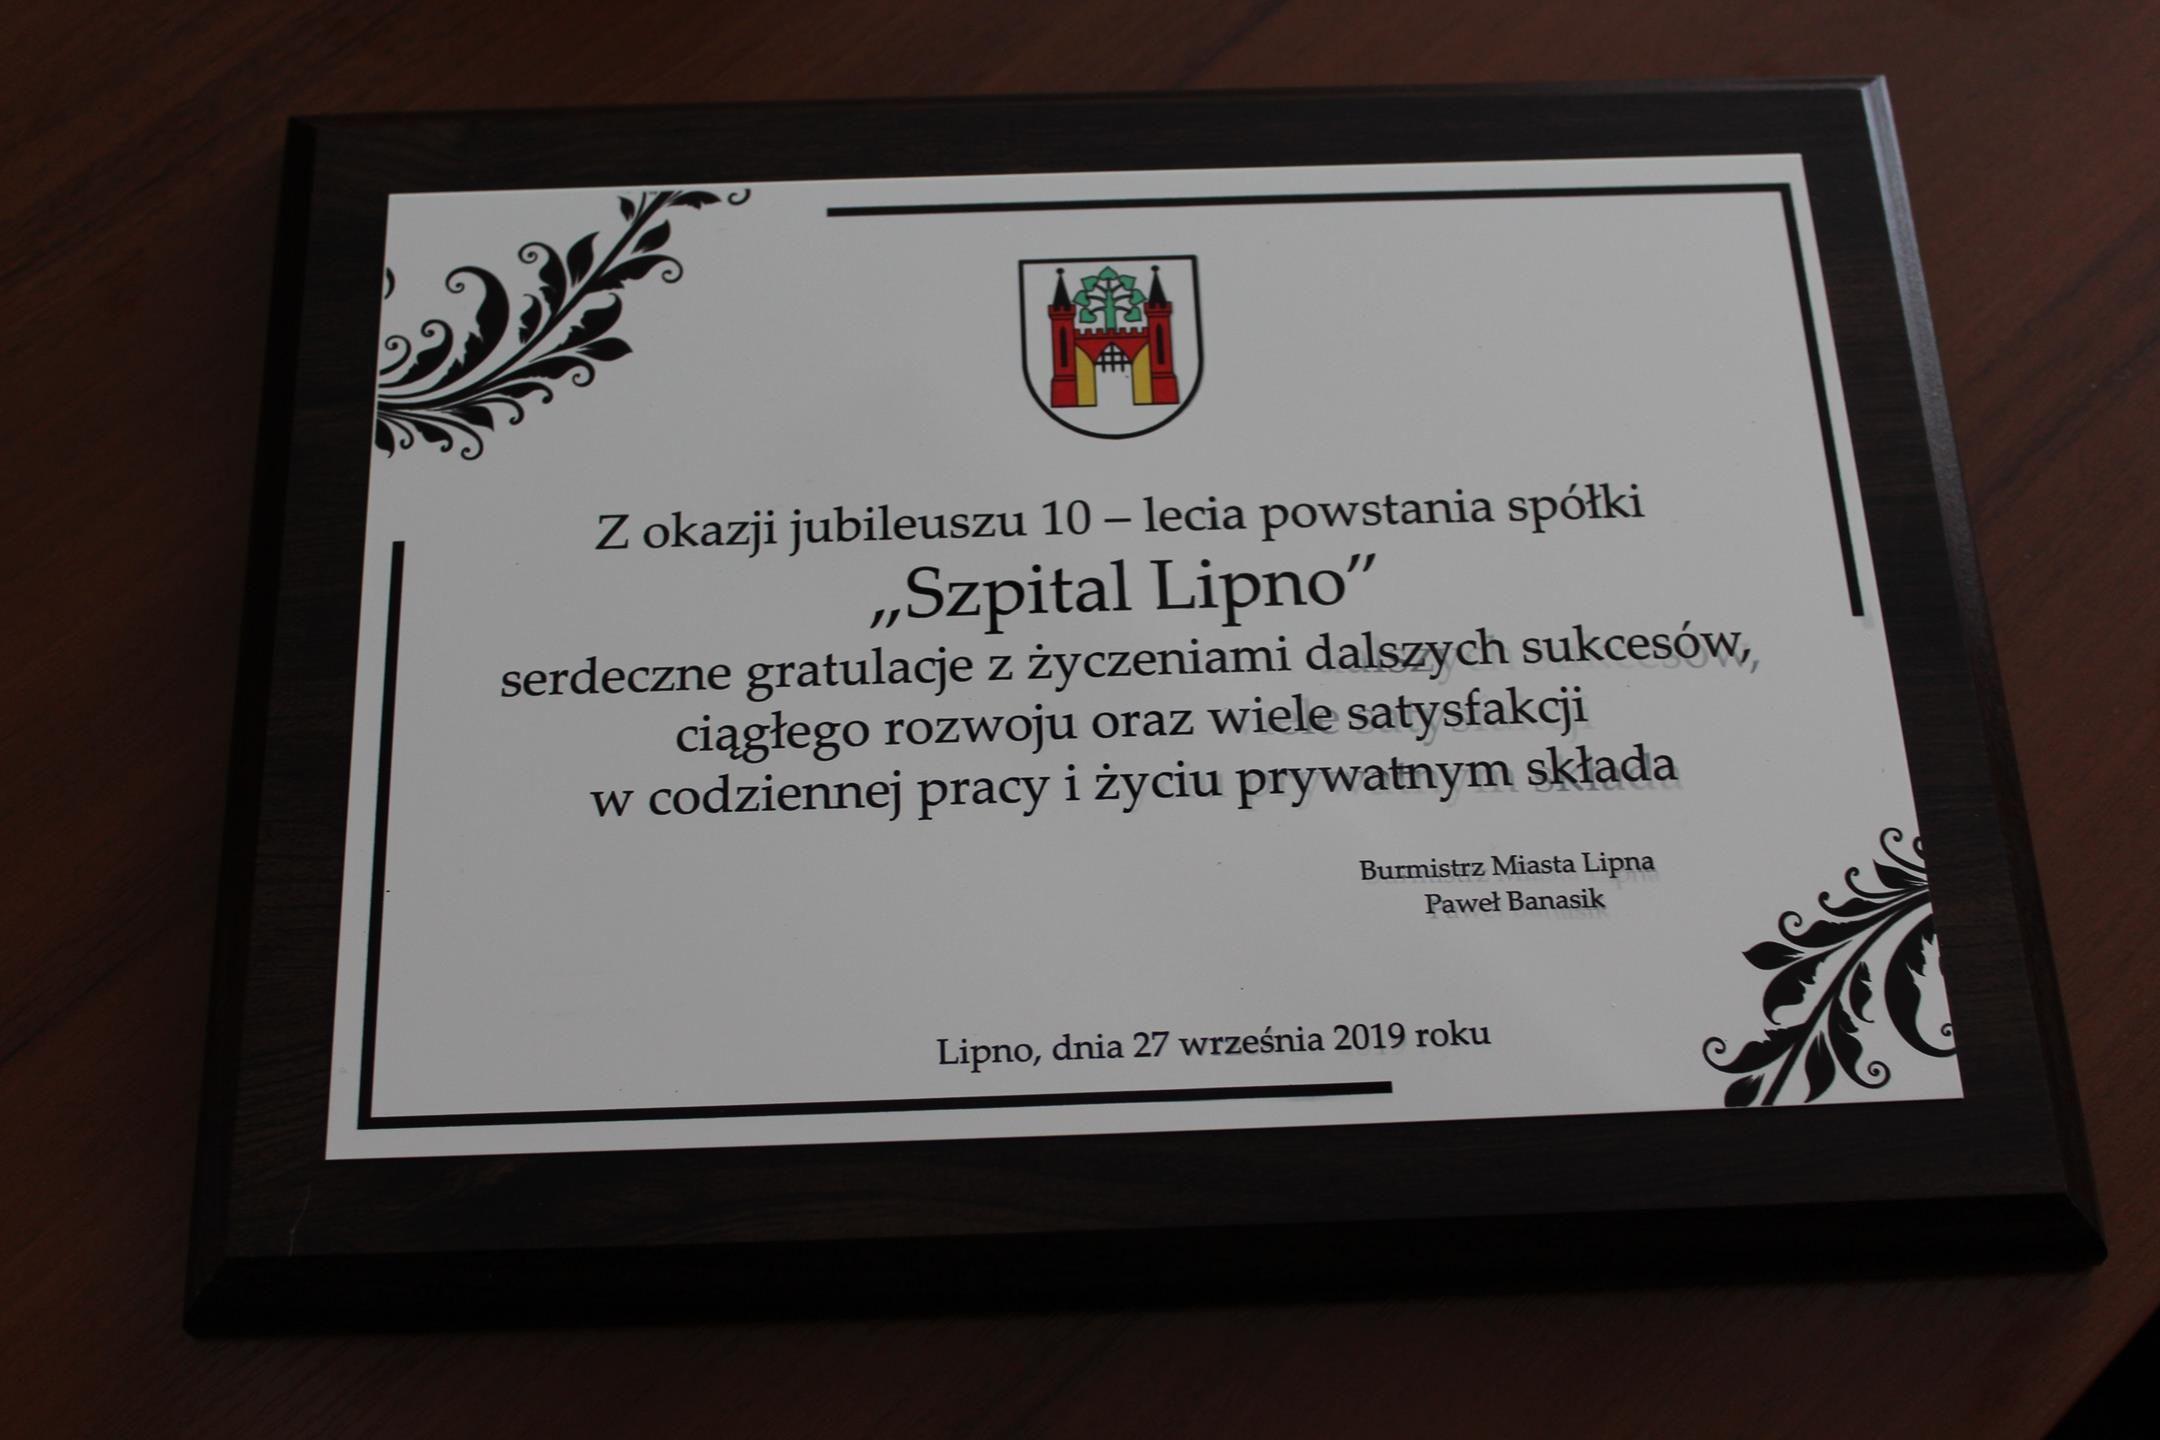 Z okazji jubileuszu 10 – lecia powstania spółki
„Szpital Lipno”
serdeczne gratulacje z życzeniami dalszych sukcesów,
ciągłego rozwoju oraz wiele satysfakcji
w codziennej pracy i życiu prywatnym składa
Burmistrz Miasta Lipna
Paweł Banasik
Lipno, dnia 27 września 2019 roku